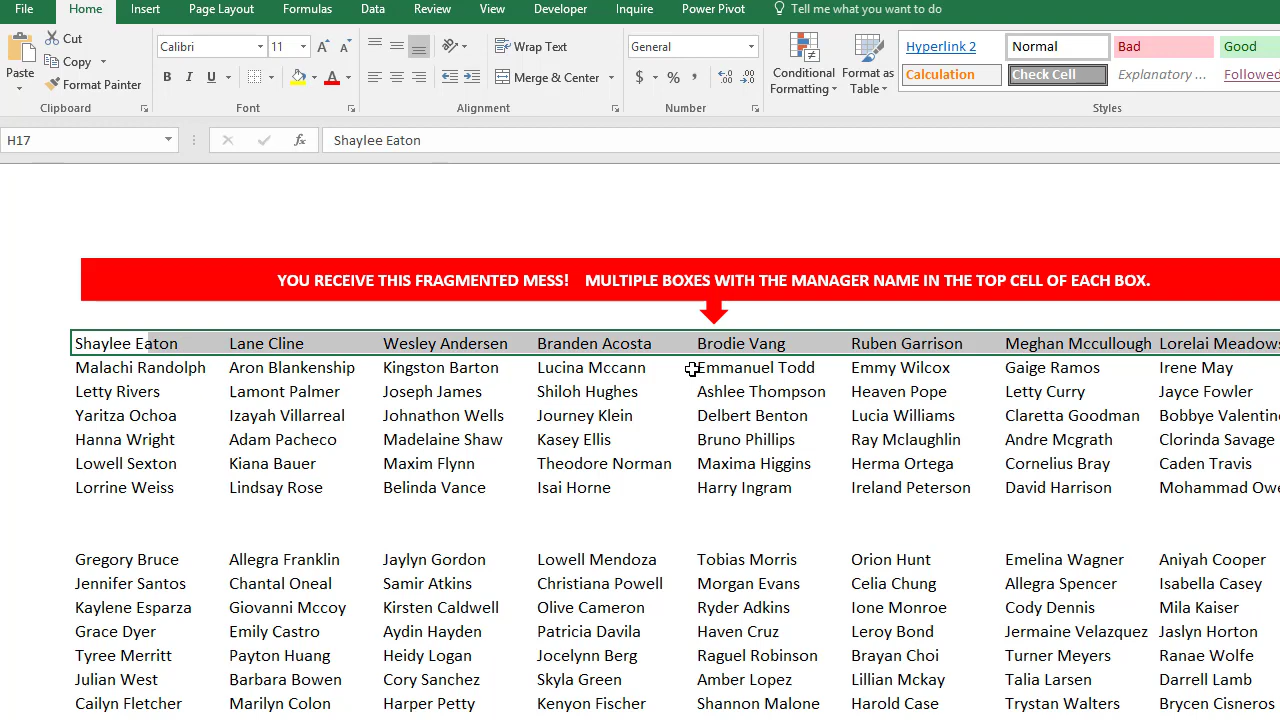 File Home Insert Page Layout Formulas Data Review View Developer Inquire Power Pivot Tell me what you want to do
Paste Cut Copy Format Painter
Clipboard
Calibri 11 A A
B I U A
Font
Wrap Text
Merge & Center
Alignment
General
$ % , .0 .00 .00 .0
Number
Conditional Formatting
Format as Table
Hyperlink 2 Normal Bad Good
Calculation Check Cell Explanatory ... Followed
Styles
H17 fx Shaylee Eaton
YOU RECEIVE THIS FRAGMENTED MESS! MULTIPLE BOXES WITH THE MANAGER NAME IN THE TOP CELL OF EACH BOX.
Shaylee Eaton Lane Cline Wesley Andersen Branden Acosta Brodie Vang Ruben Garrison Meghan Mccullough Lorelai Meadows
Malachi Randolph Aron Blankenship Kingston Barton Lucina Mccann Emmanuel Todd Emmy Wilcox Gaige Ramos Irene May
Letty Rivers Lamont Palmer Joseph James Shiloh Hughes Ashlee Thompson Heaven Pope Letty Curry Jayce Fowler
Yaritza Ochoa Izayah Villarreal Johnathon Wells Journey Klein Delbert Benton Lucia Williams Claretta Goodman Bobbye Valentin
Hanna Wright Adam Pacheco Madelaine Shaw Kasey Ellis Bruno Phillips Ray Mclaughlin Andre Mcgrath Clorinda Savage
Lowell Sexton Kiana Bauer Maxim Flynn Theodore Norman Maxima Higgins Herma Ortega Cornelius Bray Caden Travis
Lorrine Weiss Lindsay Rose Belinda Vance Isai Horne Harry Ingram Ireland Peterson David Harrison Mohammad Owe
Gregory Bruce Allegra Franklin Jaylyn Gordon Lowell Mendoza Tobias Morris Orion Hunt Emelina Wagner Aniyah Cooper
Jennifer Santos Chantal Oneal Samir Atkins Christiana Powell Morgan Evans Celia Chung Allegra Spencer Isabella Casey
Kaylene Esparza Giovanni Mccoy Kirsten Caldwell Olive Cameron Ryder Adkins Ione Monroe Cody Dennis Mila Kaiser
Grace Dyer Emily Castro Aydin Hayden Patricia Davila Haven Cruz Leroy Bond Jermaine Velazquez Jaslyn Horton
Tyree Merritt Payton Huang Heidy Logan Jocelynn Berg Raguel Robinson Brayan Choi Turner Meyers Ranae Wolfe
Julian West Barbara Bowen Cory Sanchez Skyla Green Amber Lopez Lillian Mckay Talia Larsen Darrell Lamb
Cailyn Fletcher Marilyn Colon Harper Petty Kenyon Fischer Shannon Malone Harold Case Trystan Walters Brycen Cisneros